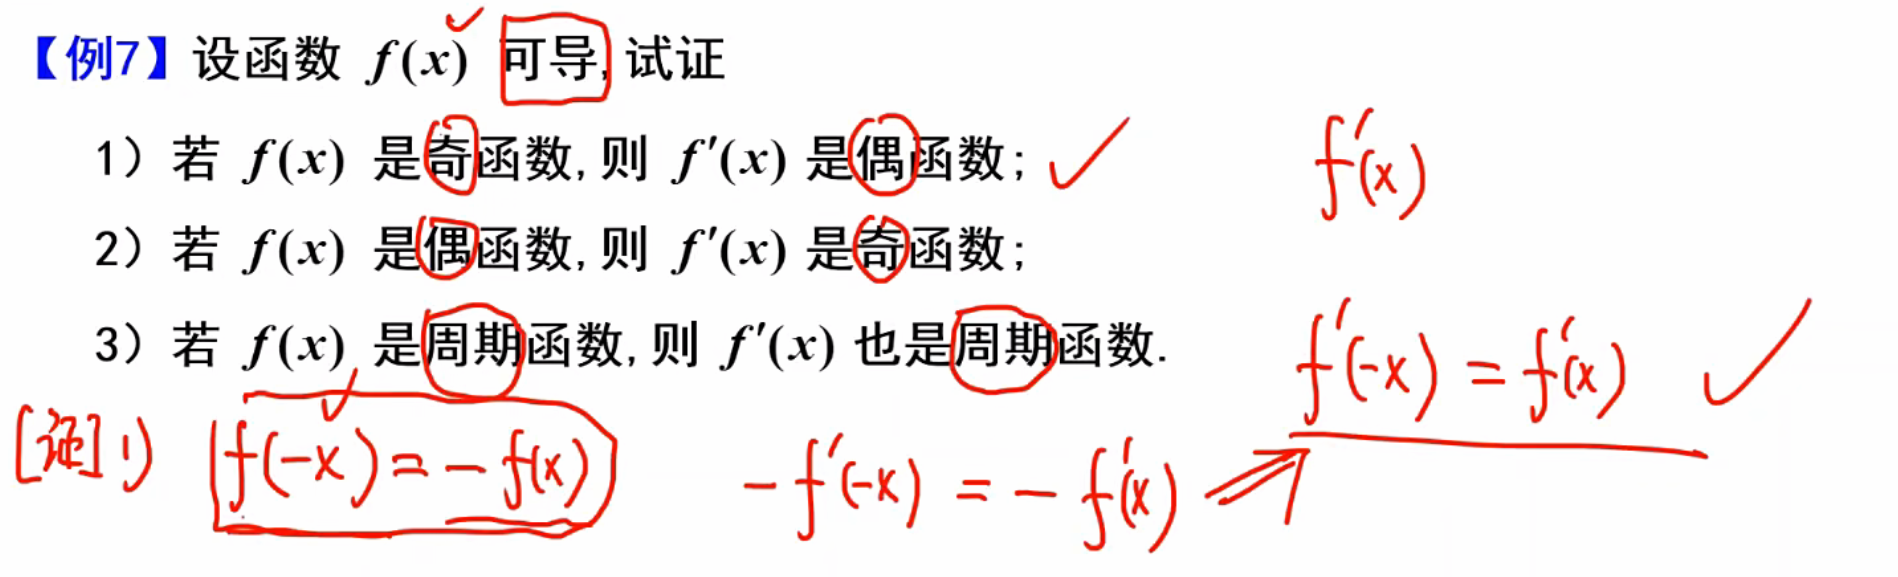 【例7】设函数 f(x) 可导, 试证
1) 若 f(x) 是奇函数, 则 f′(x) 是偶函数;
f′(x)
2) 若 f(x) 是偶函数, 则 f′(x) 是奇函数;
3) 若 f(x) 是周期函数, 则 f′(x) 也是周期函数.
f′(-x) = f′(x)
[证] 1) f(-x) = - f(x) - f′(-x) = - f′(x) ⇒